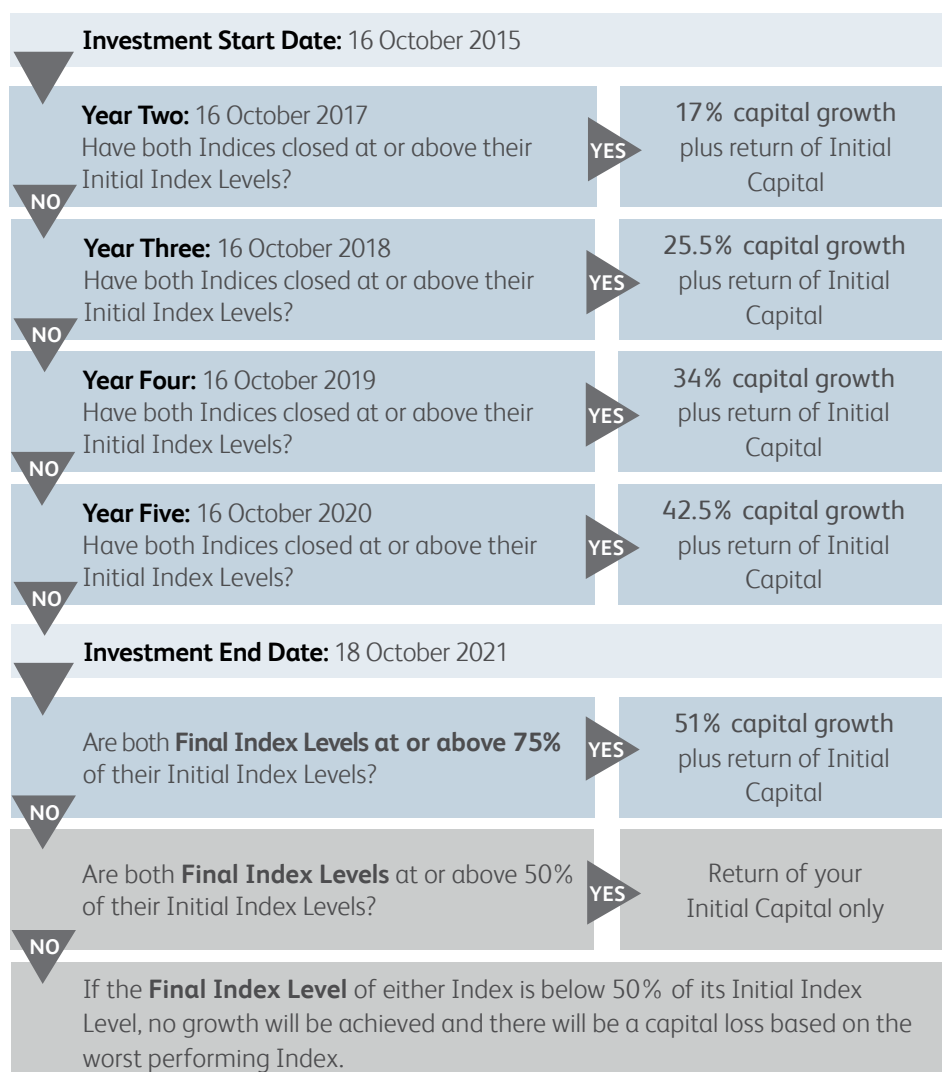 Investment Start Date: 16 October 2015
Year Two: 16 October 2017
Have both Indices closed at or above their
Initial Index Levels?
YES
17% capital growth
plus return of Initial
Capital
NO
Year Three: 16 October 2018
Have both Indices closed at or above their
Initial Index Levels?
YES
25.5% capital growth
plus return of Initial
Capital
NO
Year Four: 16 October 2019
Have both Indices closed at or above their
Initial Index Levels?
YES
34% capital growth
plus return of Initial
Capital
NO
Year Five: 16 October 2020
Have both Indices closed at or above their
Initial Index Levels?
YES
42.5% capital growth
plus return of Initial
Capital
NO
Investment End Date: 18 October 2021
Are both Final Index Levels at or above 75%
of their Initial Index Levels?
YES
51% capital growth
plus return of Initial
Capital
NO
Are both Final Index Levels at or above 50%
of their Initial Index Levels?
YES
Return of your
Initial Capital only
NO
If the Final Index Level of either Index is below 50% of its Initial Index
Level, no growth will be achieved and there will be a capital loss based on the
worst performing Index.